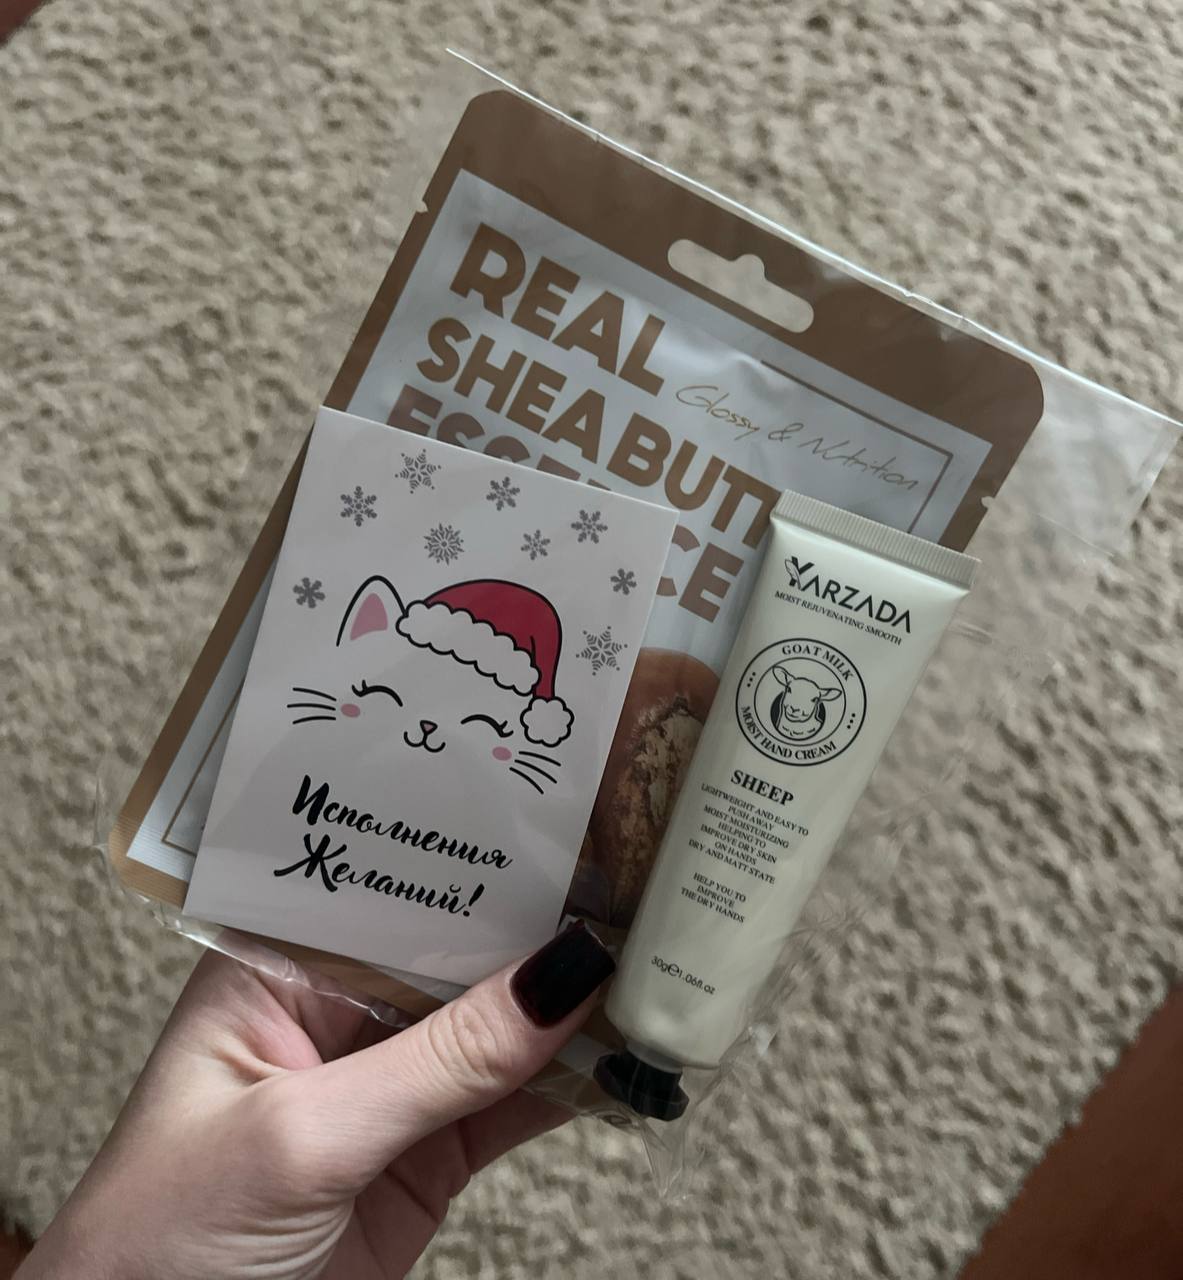 REAL
SHEA BUTT
Glossy & Nutrition
Исполнения
Желаний!
YARZADA
MOIST REJUVENATING SMOOTH
GOAT MILK
MOIST HAND CREAM
SHEEP
LIGHTWEIGHT AND EASY TO
PUSH AWAY
MOIST MOISTURIZING
HELPING TO
IMPROVE DRY SKIN
ON HANDS
DRY AND MATT STATE
HELP YOU TO
IMPROVE
THE DRY HANDS
30g℮1.06fl.oz